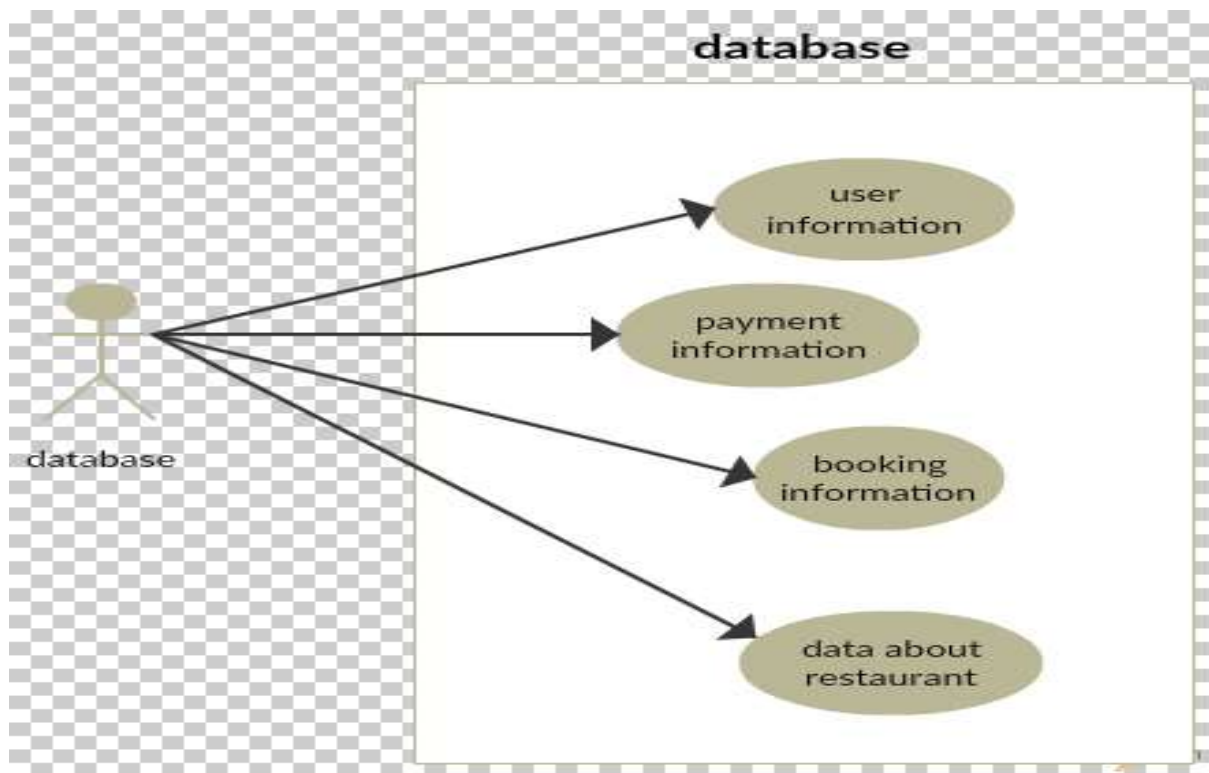 database
user
information
payment
information
database
booking
information
data about
restaurant